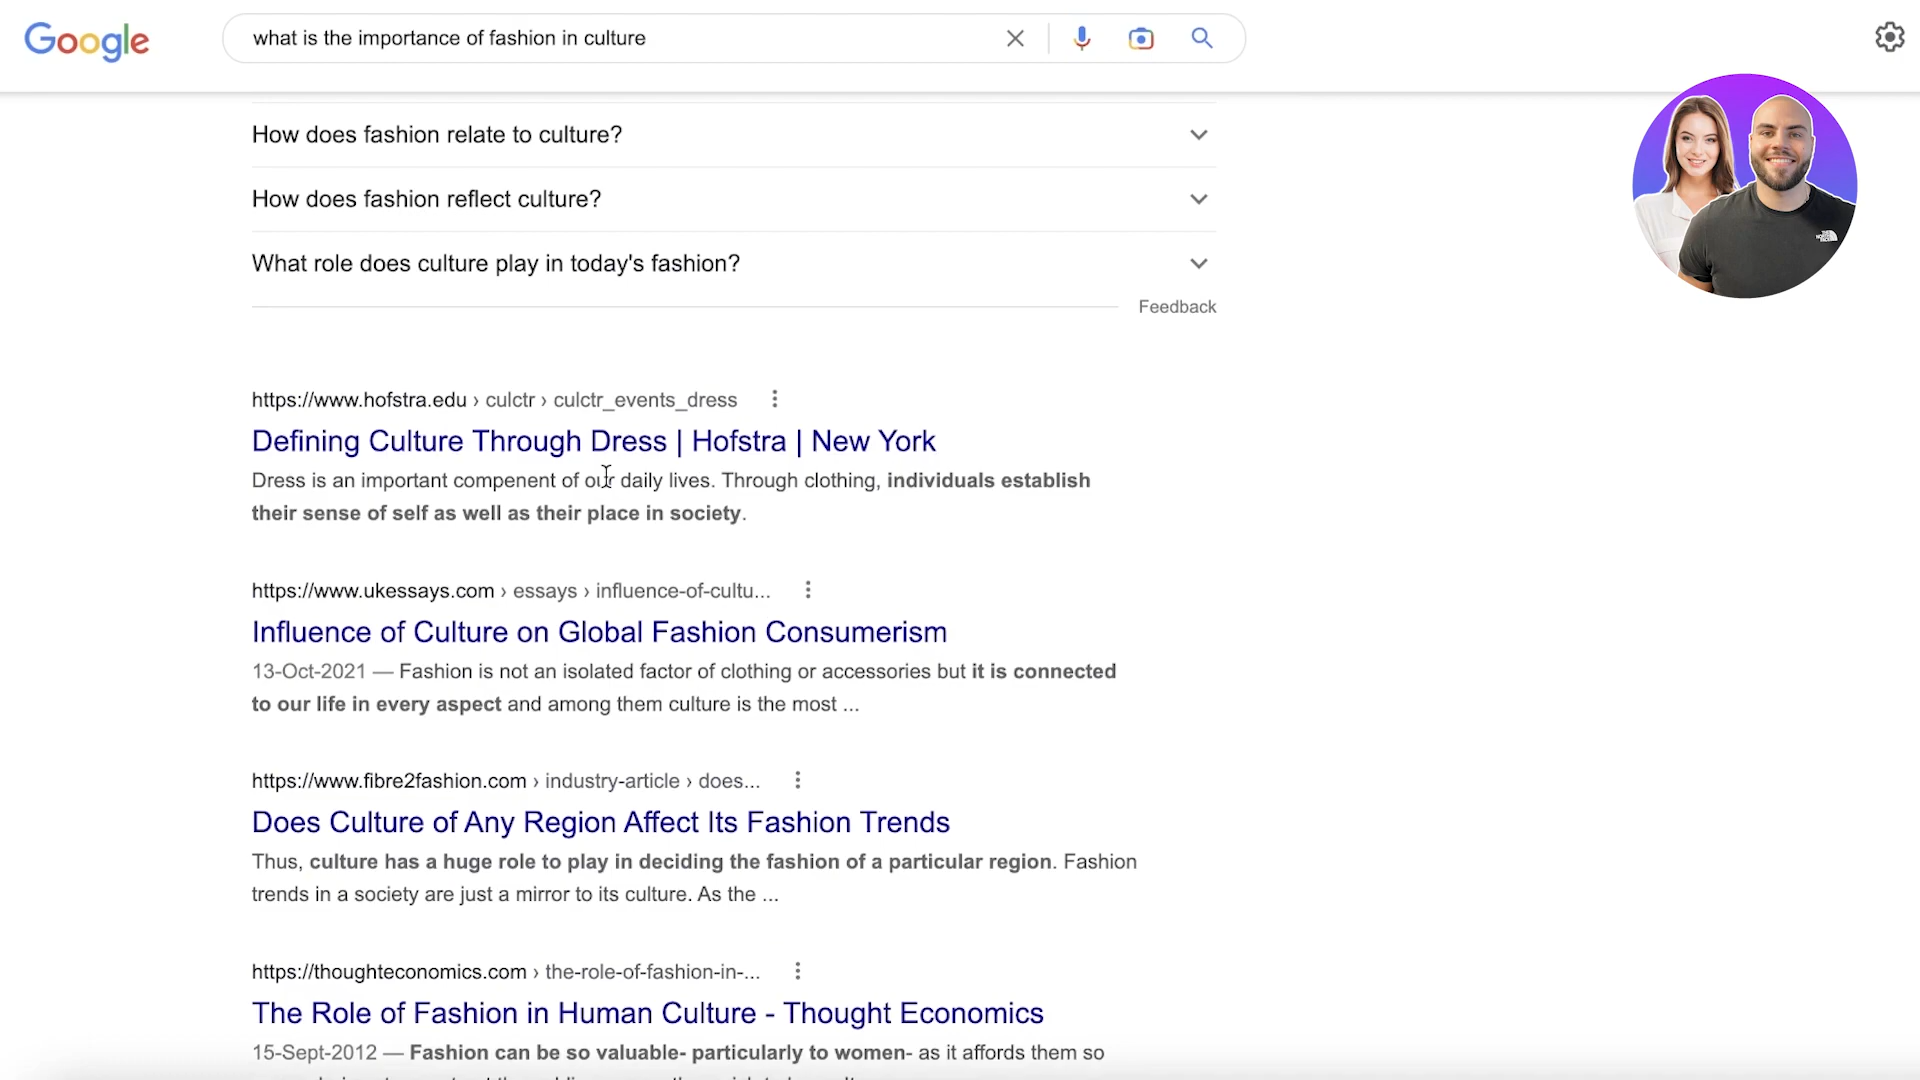 Google
what is the importance of fashion in culture
How does fashion relate to culture?
How does fashion reflect culture?
What role does culture play in today's fashion?
Feedback
https://www.hofstra.edu › culctr › culctr_events_dress
Defining Culture Through Dress | Hofstra | New York
Dress is an important compenent of our daily lives. Through clothing, individuals establish
their sense of self as well as their place in society.
https://www.ukessays.com › essays › influence-of-cultu...
Influence of Culture on Global Fashion Consumerism
13-Oct-2021 — Fashion is not an isolated factor of clothing or accessories but it is connected
to our life in every aspect and among them culture is the most ...
https://www.fibre2fashion.com › industry-article › does...
Does Culture of Any Region Affect Its Fashion Trends
Thus, culture has a huge role to play in deciding the fashion of a particular region. Fashion
trends in a society are just a mirror to its culture. As the ...
https://thoughteconomics.com › the-role-of-fashion-in-...
The Role of Fashion in Human Culture - Thought Economics
15-Sept-2012 — Fashion can be so valuable- particularly to women- as it affords them so